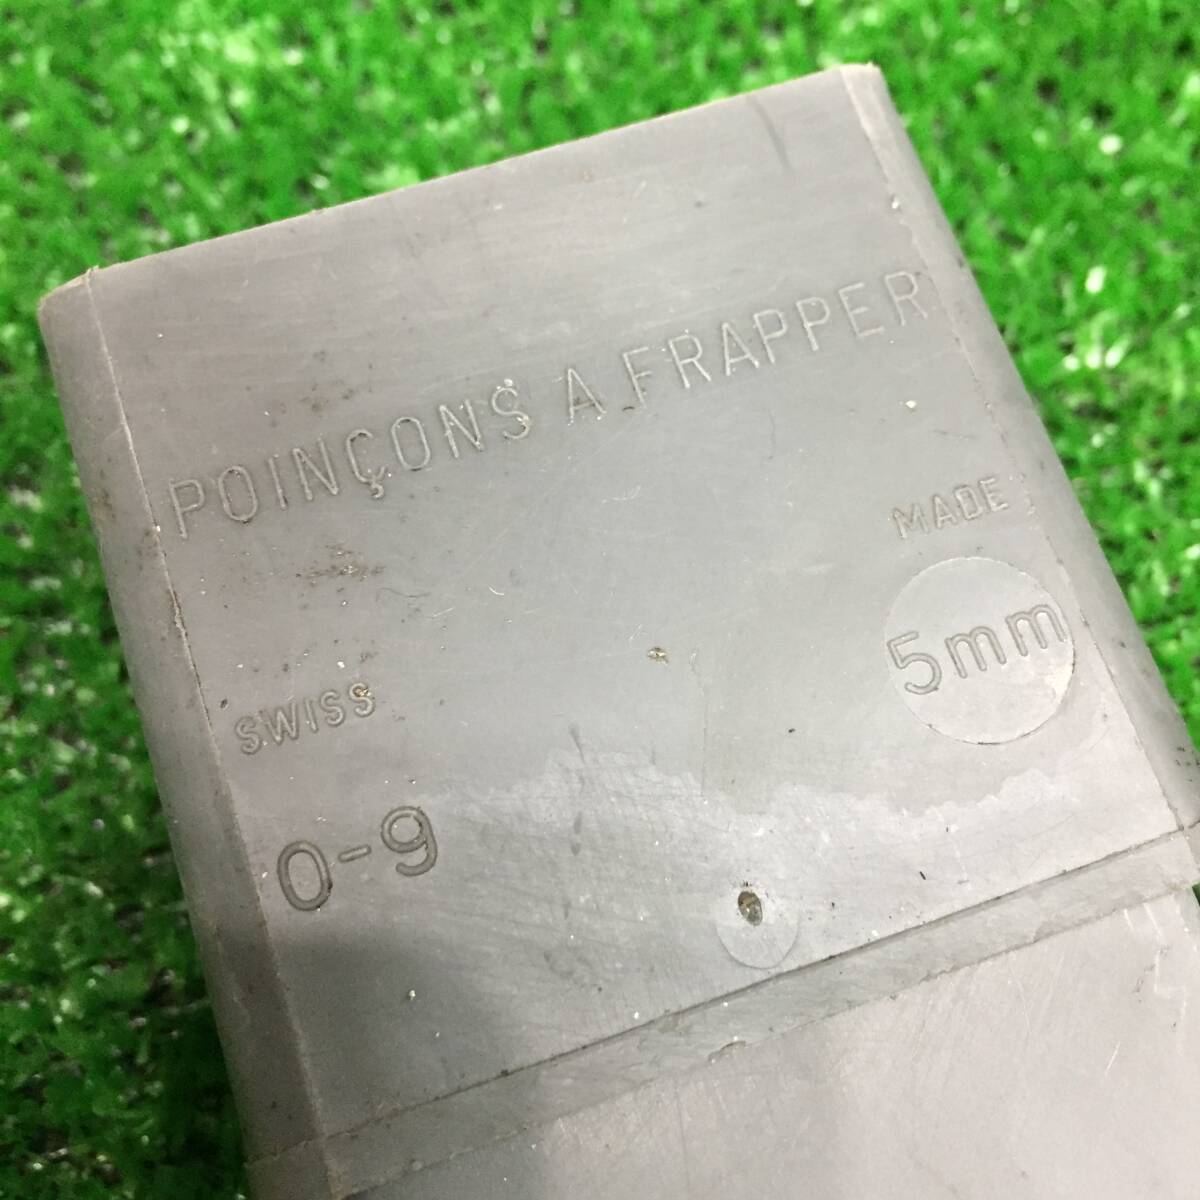 POINÇONS A FRAPPER
SWISS MADE
5mm
0-9